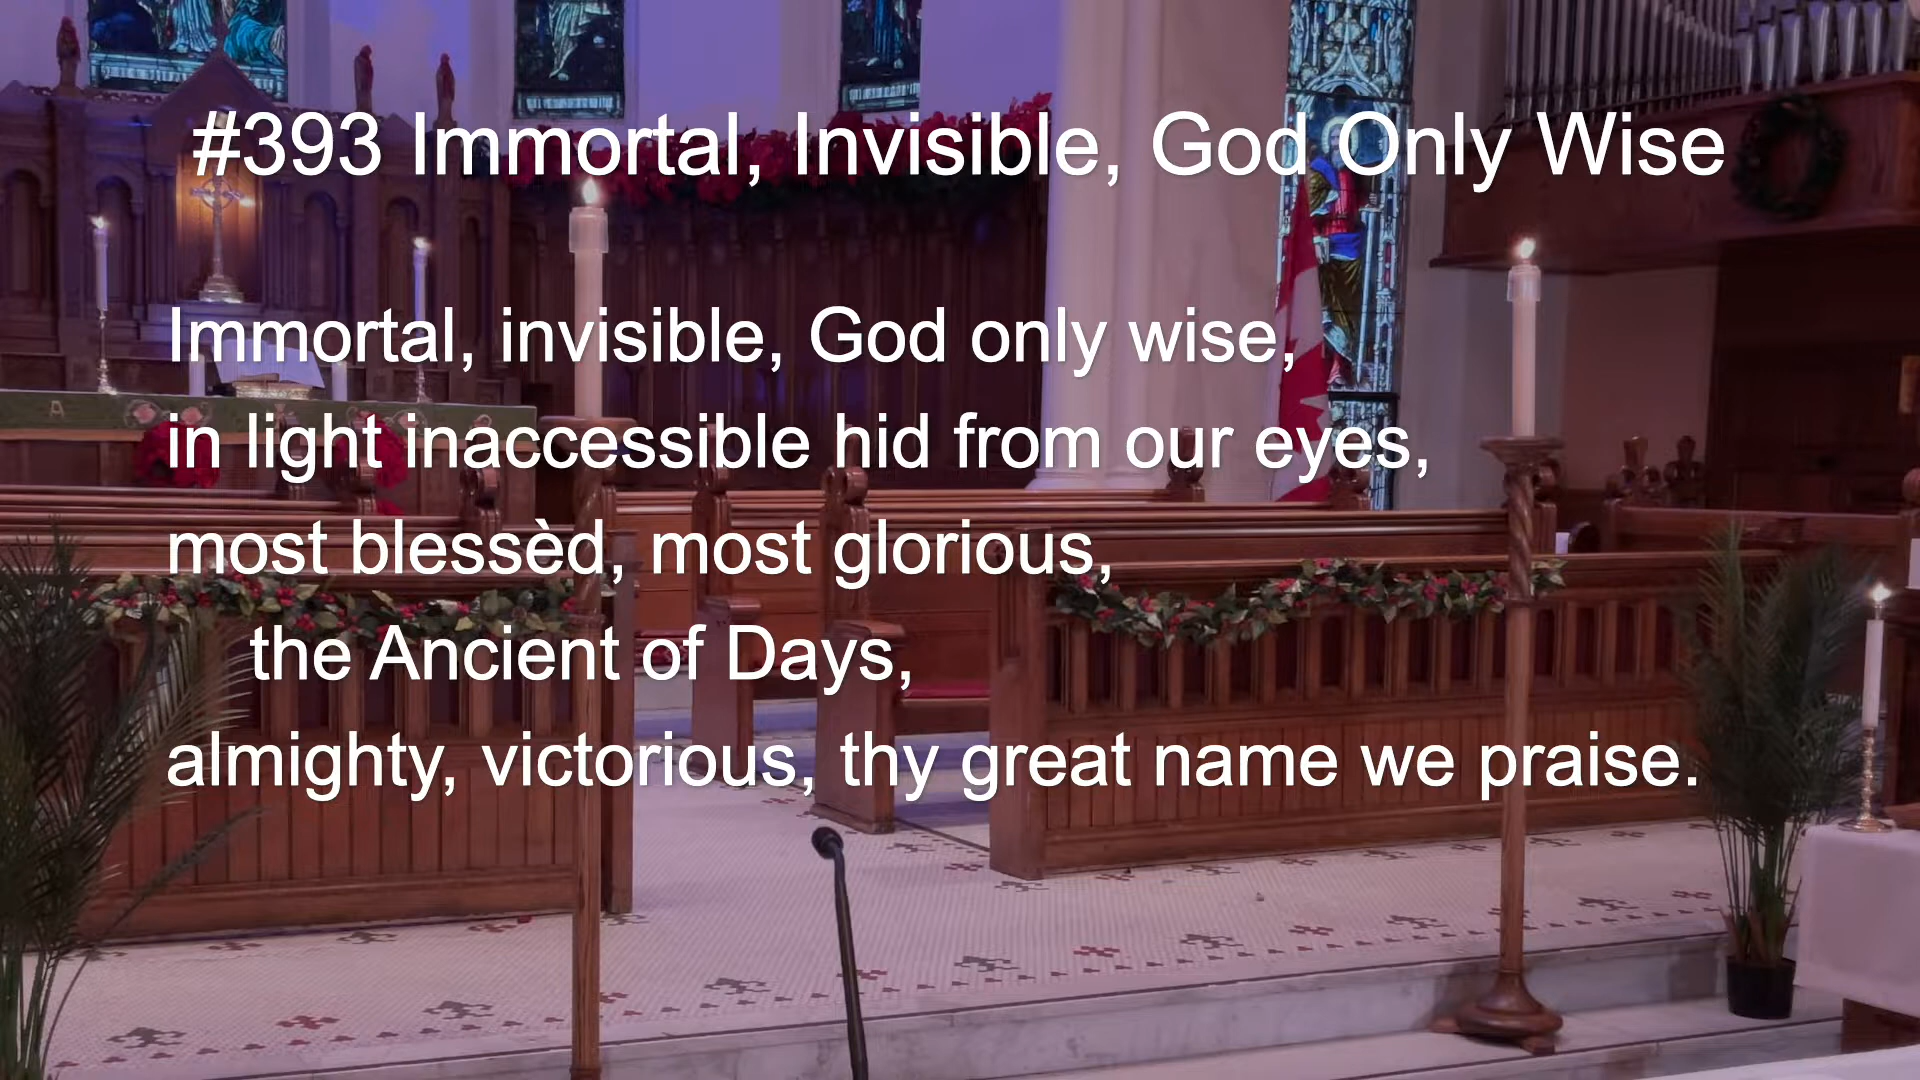 #393 Immortal, Invisible, God Only Wise
Immortal, invisible, God only wise,
in light inaccessible hid from our eyes,
most blessèd, most glorious,
the Ancient of Days,
almighty, victorious, thy great name we praise.